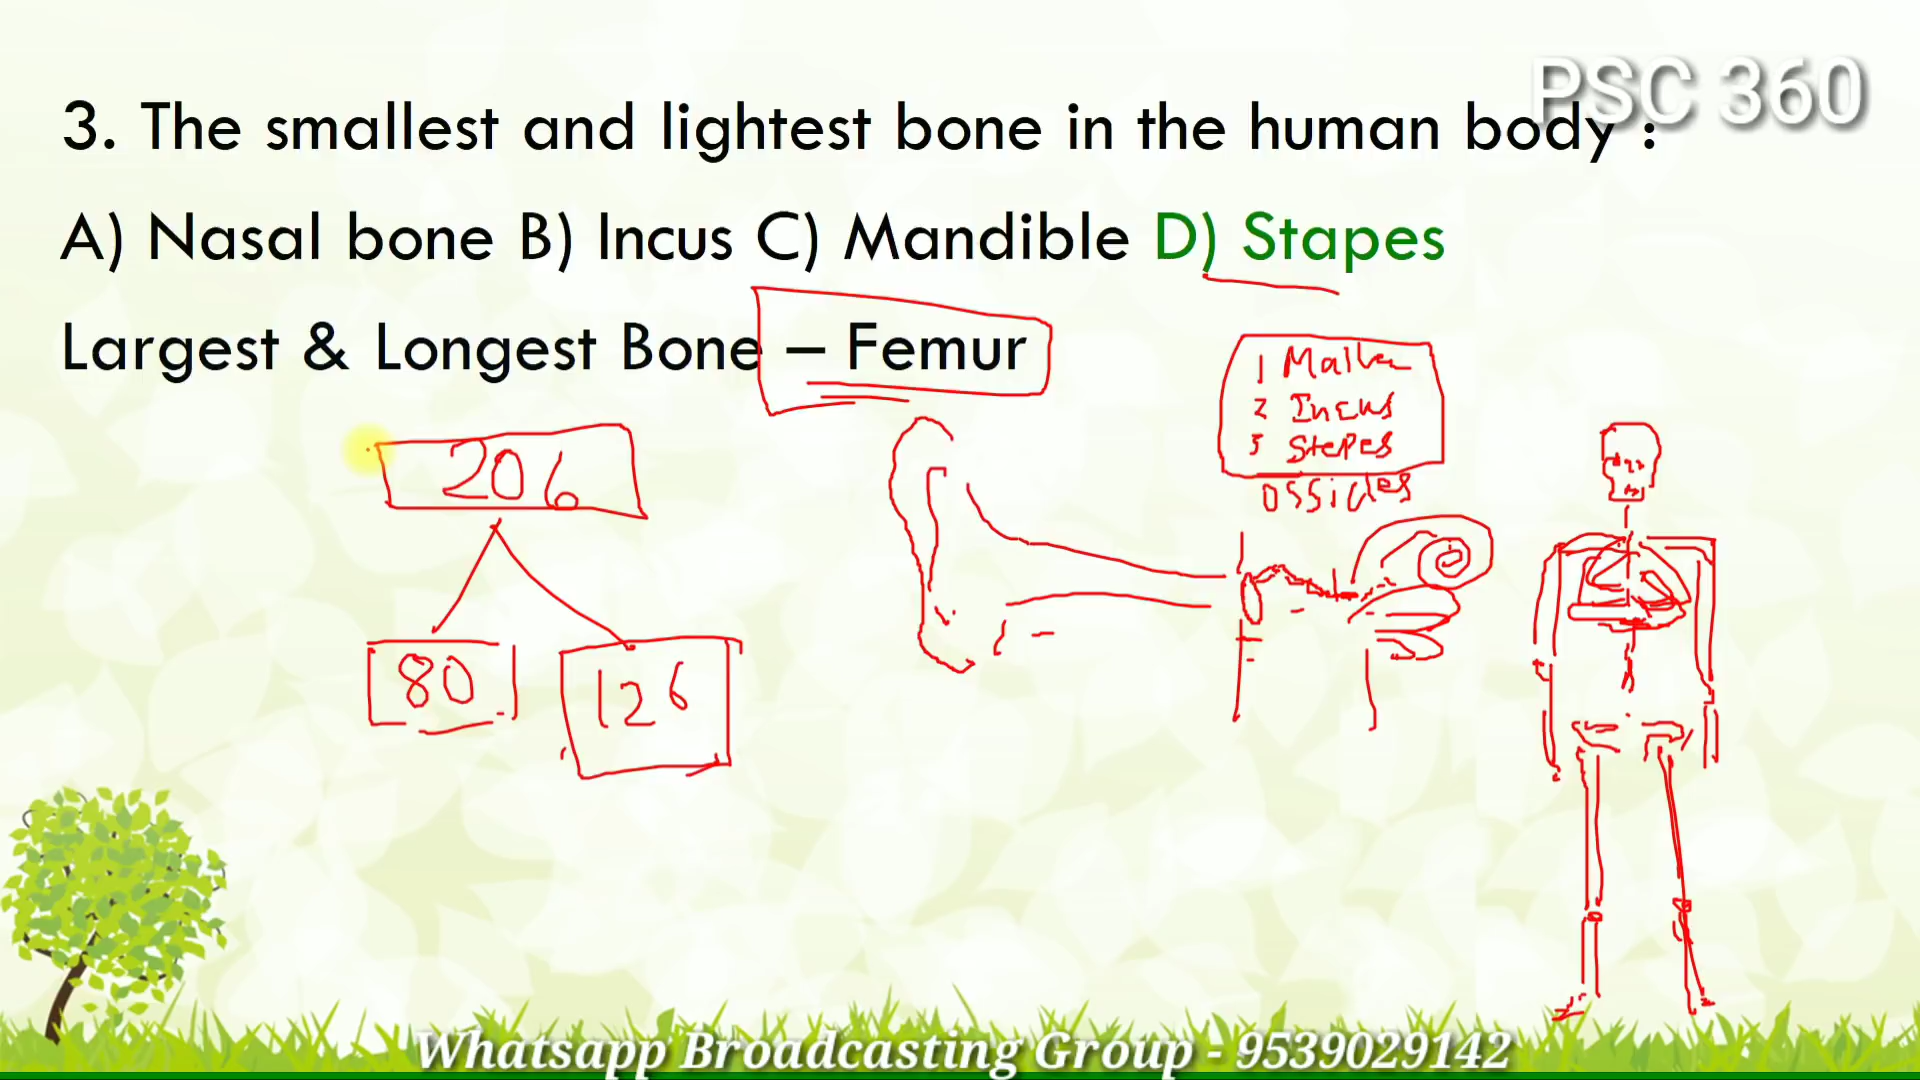 PSC 360
3. The smallest and lightest bone in the human body :
A) Nasal bone B) Incus C) Mandible D) Stapes
Largest & Longest Bone – Femur
1
2 Incus
3 Stepes
ossicles
206
80
126
Whatsapp Broadcasting Group - 9539029142